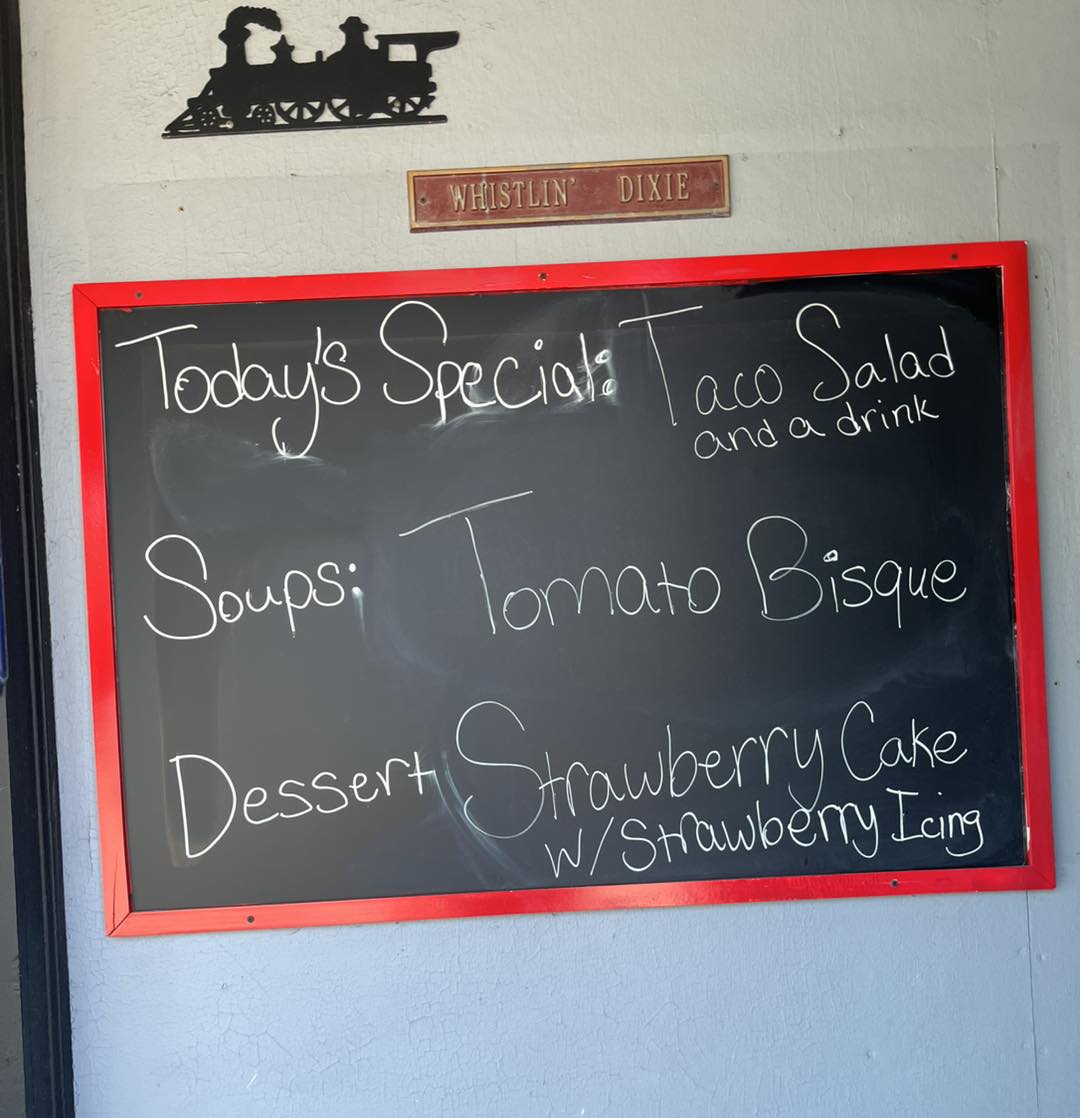 WHISTLIN' DIXIE
Today's Special: Taco Salad
and a drink
Soups: Tomato Bisque
Dessert Strawberry Cake
w/Strawberry Icing